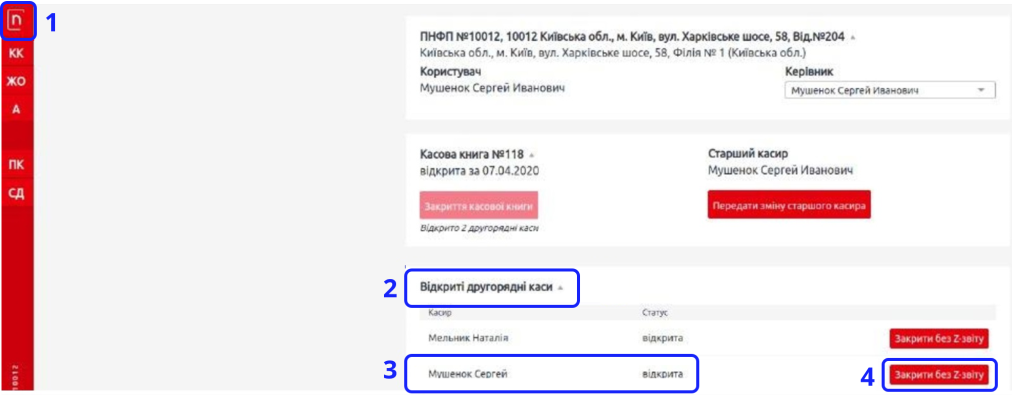 n 1
КК
ЖО
А
ПК
СД
10012
ПНФП №10012, 10012 Київська обл., м. Київ, вул. Харківське шосе, 58, Від.№204
Київська обл., м. Київ, вул. Харківське шосе, 58, Філія № 1 (Київська обл.)
Користувач
Мушенок Сергей Иванович
Керівник
Мушенок Сергей Иванович
Касова книга №118
відкрита за 07.04.2020
Старший касир
Мушенок Сергей Иванович
Закриття касової книги
Передати зміну старшого касира
Відкрито 2 другорядні каси
2 Відкриті другорядні каси
Касир Статус
Мельник Наталія відкрита Закрити без Z-звіту
3 Мушенок Сергей відкрита 4 Закрити без Z-звіту